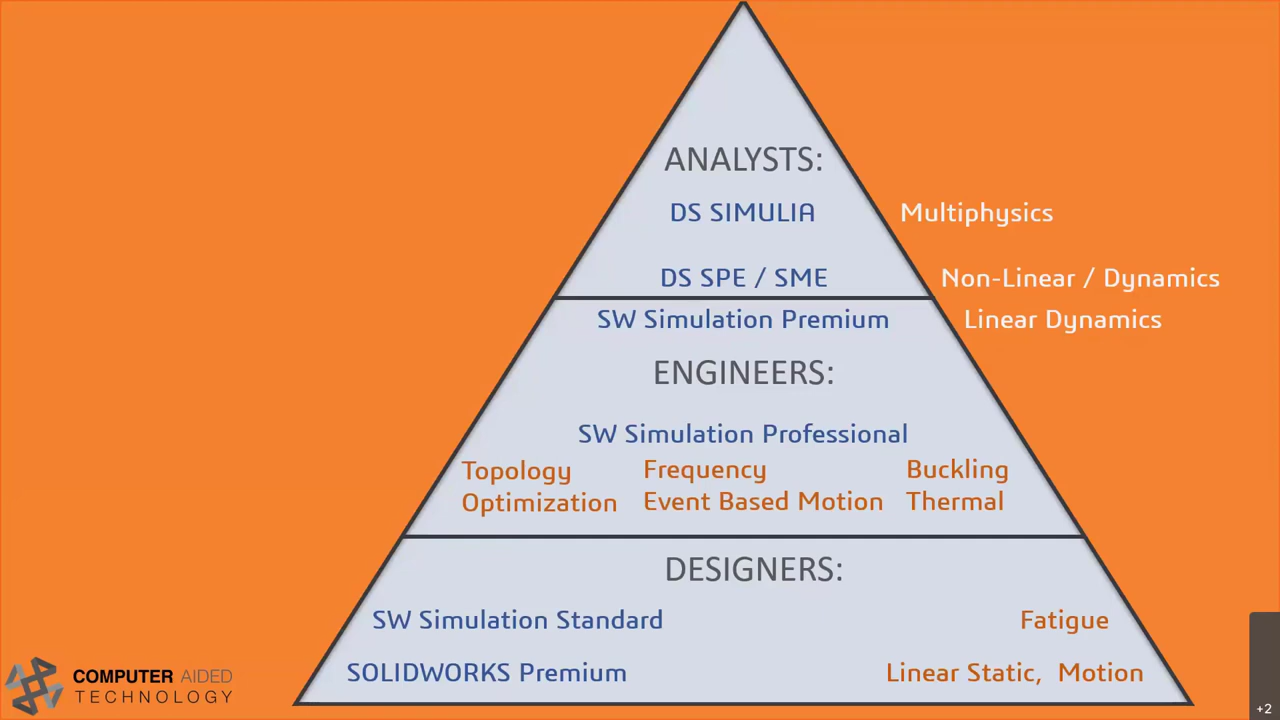 ANALYSTS:
DS SIMULIA Multiphysics
DS SPE / SME Non-Linear / Dynamics
SW Simulation Premium Linear Dynamics
ENGINEERS:
SW Simulation Professional
Topology Frequency Buckling
Optimization Event Based Motion Thermal
DESIGNERS:
SW Simulation Standard Fatigue
SOLIDWORKS Premium Linear Static, Motion
COMPUTER AIDED
TECHNOLOGY
+2